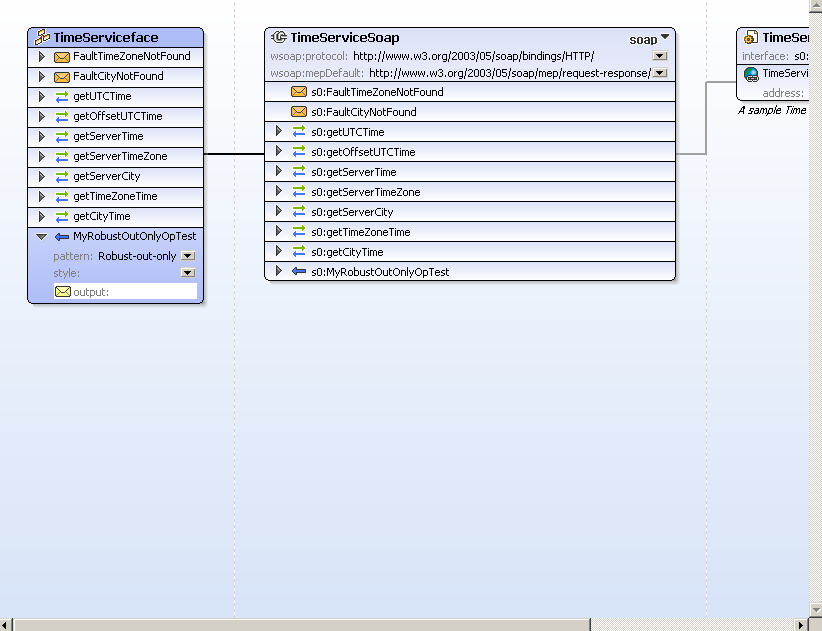 TimeServiceface
FaultTimeZoneNotFound
FaultCityNotFound
getUTCTime
getOffsetUTCTime
getServerTime
getServerTimeZone
getServerCity
getTimeZoneTime
getCityTime
MyRobustOutOnlyOpTest
pattern: Robust-out-only
style:
output:
TimeServiceSoap soap
wsoap:protocol: http://www.w3.org/2003/05/soap/bindings/HTTP/
wsoap:mepDefault: http://www.w3.org/2003/05/soap/mep/request-response/
s0:FaultTimeZoneNotFound
s0:FaultCityNotFound
s0:getUTCTime
s0:getOffsetUTCTime
s0:getServerTime
s0:getServerTimeZone
s0:getServerCity
s0:getTimeZoneTime
s0:getCityTime
s0:MyRobustOutOnlyOpTest
TimeSer
interface: s0:
TimeServi
address:
A sample Time